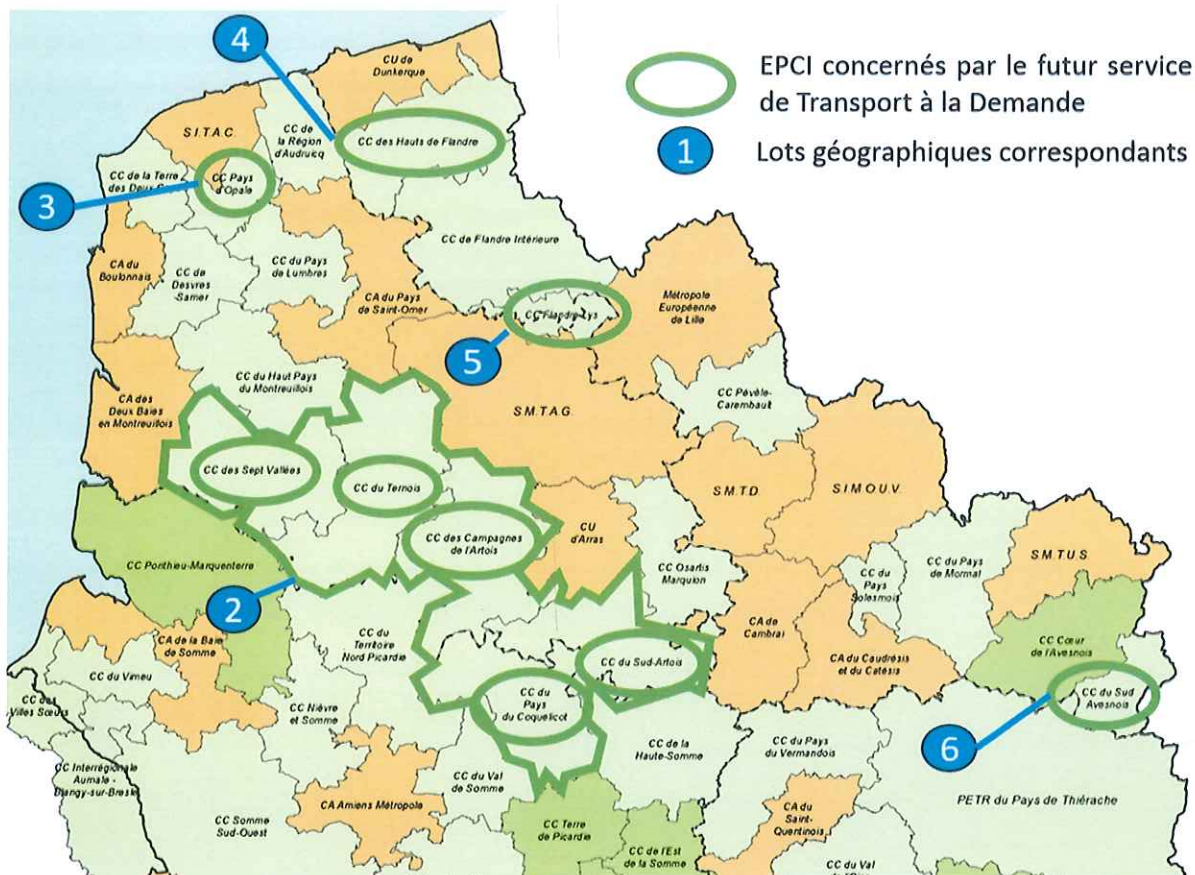 EPCI concernés par le futur service
de Transport à la Demande
1
Lots géographiques correspondants
4
CU de
Dunkerque
S.I.T.A.C.
CC de
la Région
d'Audruicq
CC des Hauts de Flandre
CC de la Terre
des Deux
CC Pays
d'Opale
3
CC de Flandre Intérieure
CA du
Boulonnais
CC de
Desvres
-Samer
CC du Pays
de Lumbres
CA du Pays
de Saint-Omer
CC Flandre-Lys
Métropole
Européenne
de Lille
5
CC du Haut Pays
du Montreuillois
CA des
Deux Baies
en Montreuillois
S.M.T.A.G.
CC Pévèle-
Carembault
CC des Sept Vallées
CC du Ternois
S.M.T.D.
S.I.M.O.U.V.
CC des Campagnes
de l'Artois
CU
d'Arras
CC Osartis
Marquion
CC du
Pays
Solesmois
CC du Pays
de Mormal
S.M.T.U.S.
CC Ponthieu-Marquenterre
2
CA de la Baie
de Somme
CC du
Territoire
Nord Picardie
CA de
Cambrai
CA du Caudrésis
et du Catésis
CC Cœur
de l'Avesnois
CC du Vimeu
CC du Sud-Artois
CC du Sud
Avesnois
CC des
Villes Sœurs
CC Nièvre
et Somme
CC du
Pays
du Coquelicot
6
CC de la
Haute-Somme
CC du Pays
du Vermandois
CC Interrégionale
Aumale -
Blangy-sur-Bresle
CC du Val
de Somme
PETR du Pays de Thiérache
CA Amiens Métropole
CC Somme
Sud-Ouest
CC Terre
de Picardie
CA du
Saint-
Quentinois
CC de l'Est
de la Somme
CC du Val